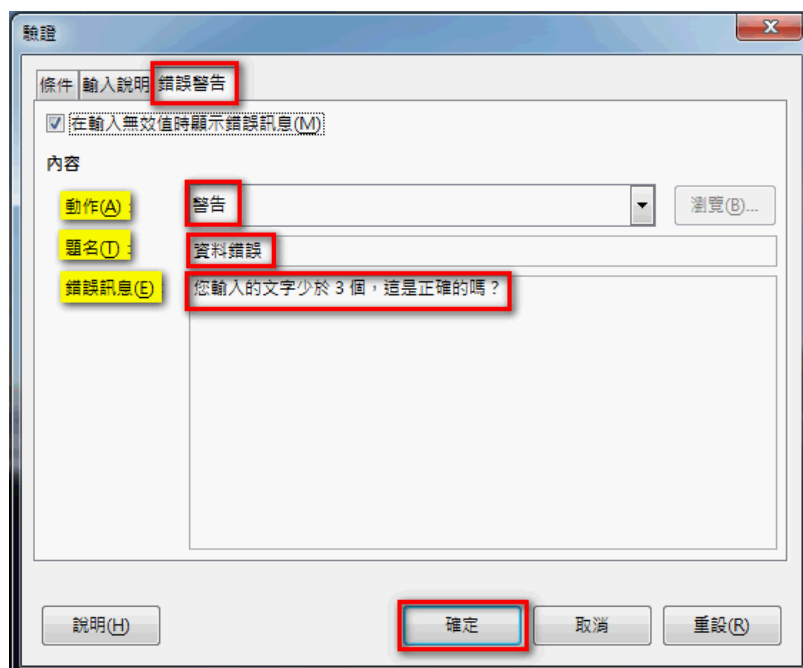 驗證
條件 輸入說明 錯誤警告
在輸入無效值時顯示錯誤訊息(M)
內容
動作(A): 警告 瀏覽(B)...
題名(T): 資料錯誤
錯誤訊息(E): 您輸入的文字少於 3 個，這是正確的嗎？
說明(H) 確定 取消 重設(R)